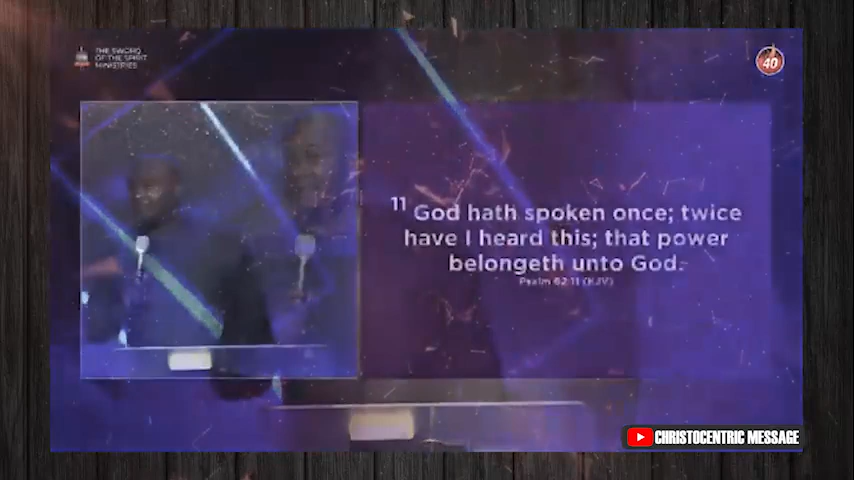 THE SWORD
OF THE SPIRIT
MINISTRIES
40
11 God hath spoken once; twice
have I heard this; that power
belongeth unto God.
Psalm 62:11 (KJV)
CHRISTOCENTRIC MESSAGE